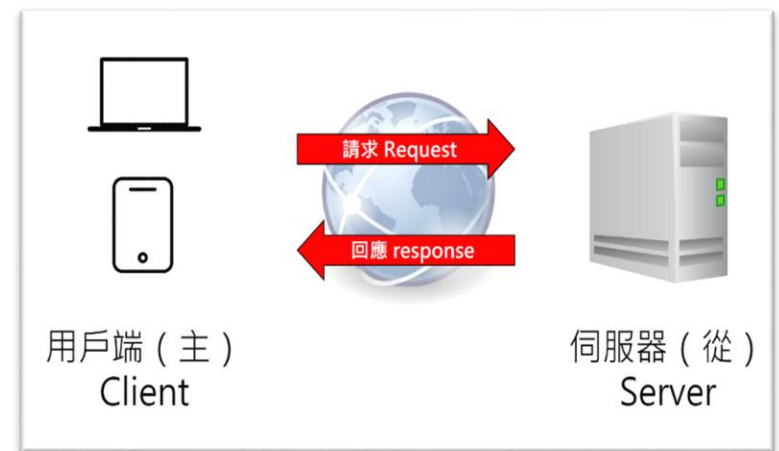 請求 Request
回應 response
用戶端（主）
Client
伺服器（從）
Server